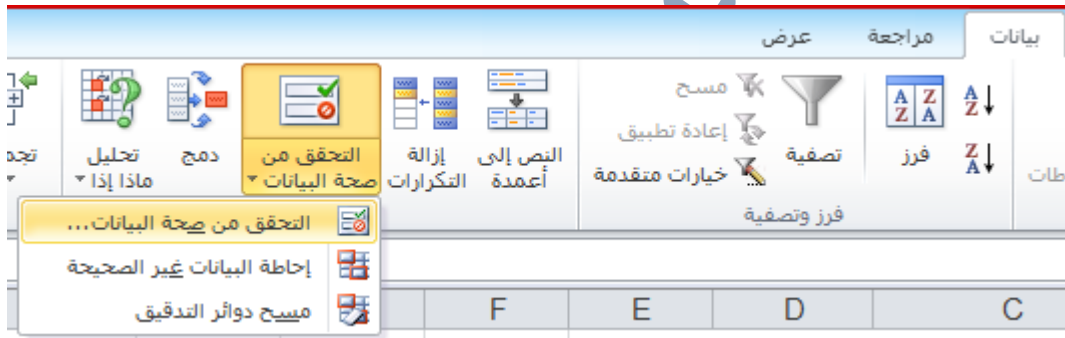 بيانات مراجعة عرض
فرز
تصفية
مسح
إعادة تطبيق
خيارات متقدمة
فرز وتصفية
النص إلى
أعمدة
إزالة
التكرارات
التحقق من
صحة البيانات
دمج
تحليل
ماذا إذا
التحقق من صحة البيانات...
إحاطة البيانات غير الصحيحة
مسح دوائر التدقيق
F E D C